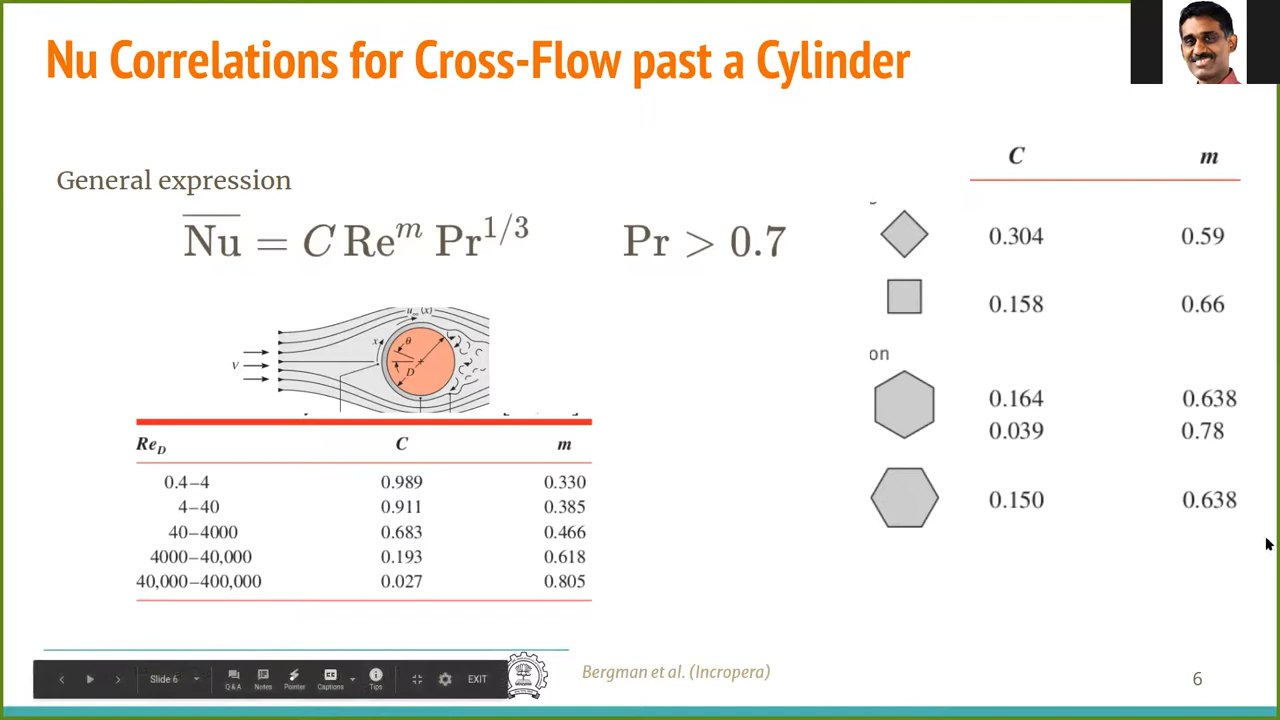 Nu Correlations for Cross-Flow past a Cylinder
General expression
Nu = C Re^m Pr^1/3
Pr > 0.7
u∞(x)
x
θ
V
D
Re_D C m
0.4–4 0.989 0.330
4–40 0.911 0.385
40–4000 0.683 0.466
4000–40,000 0.193 0.618
40,000–400,000 0.027 0.805
C m
0.304 0.59
0.158 0.66
on
0.164 0.638
0.039 0.78
0.150 0.638
Slide 6
Q & A
Notes
Pointer
Captions
Tips
EXIT
Bergman et al. (Incropera)
6